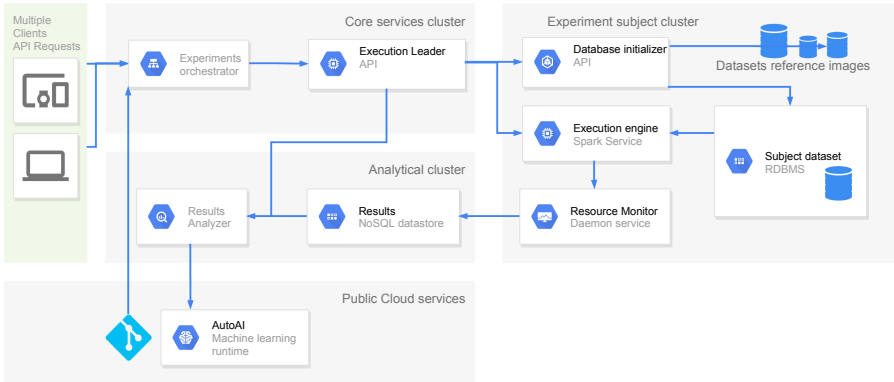 Multiple
Clients
API Requests
Core services cluster
Experiments
orchestrator
Execution Leader
API
Experiment subject cluster
Database initializer
API
Datasets reference images
Execution engine
Spark Service
Subject dataset
RDBMS
Resource Monitor
Daemon service
Analytical cluster
Results
Analyzer
Results
NoSQL datastore
Public Cloud services
AutoAI
Machine learning
runtime